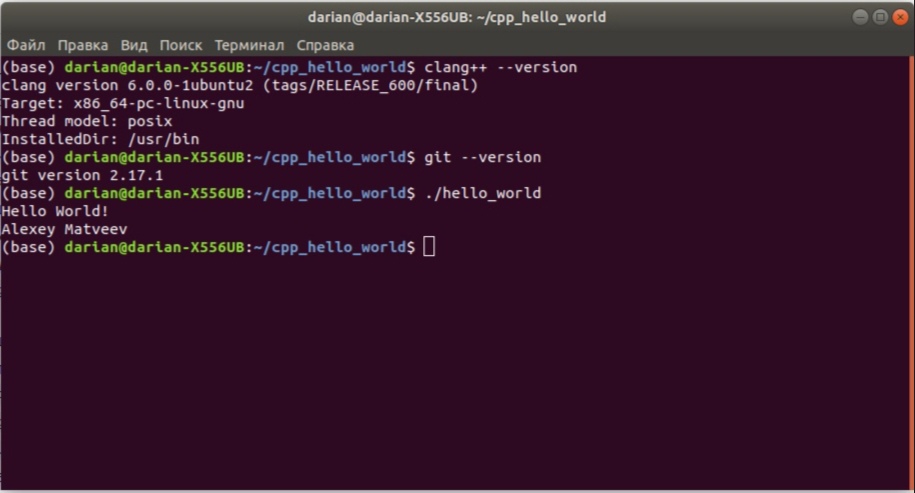 darian@darian-X556UB: ~/cpp_hello_world
Файл Правка Вид Поиск Терминал Справка
(base) darian@darian-X556UB:~/cpp_hello_world$ clang++ --version
clang version 6.0.0-1ubuntu2 (tags/RELEASE_600/final)
Target: x86_64-pc-linux-gnu
Thread model: posix
InstalledDir: /usr/bin
(base) darian@darian-X556UB:~/cpp_hello_world$ git --version
git version 2.17.1
(base) darian@darian-X556UB:~/cpp_hello_world$ ./hello_world
Hello World!
Alexey Matveev
(base) darian@darian-X556UB:~/cpp_hello_world$